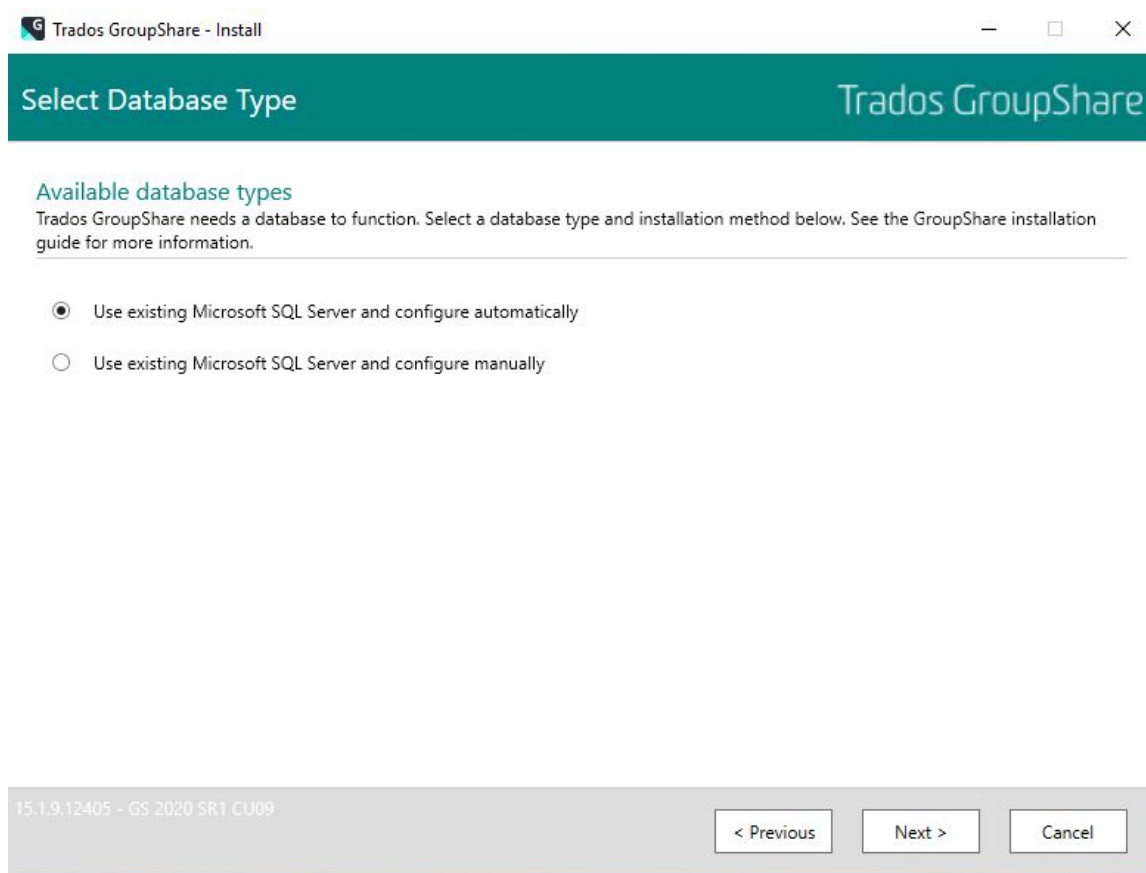 G
Trados GroupShare - Install
Select Database Type
Trados GroupShare
Available database types
Trados GroupShare needs a database to function. Select a database type and installation method below. See the GroupShare installation
guide for more information.
Use existing Microsoft SQL Server and configure automatically
Use existing Microsoft SQL Server and configure manually
15.1.9.12405 - GS 2020 SR1 CU09
< Previous
Next >
Cancel